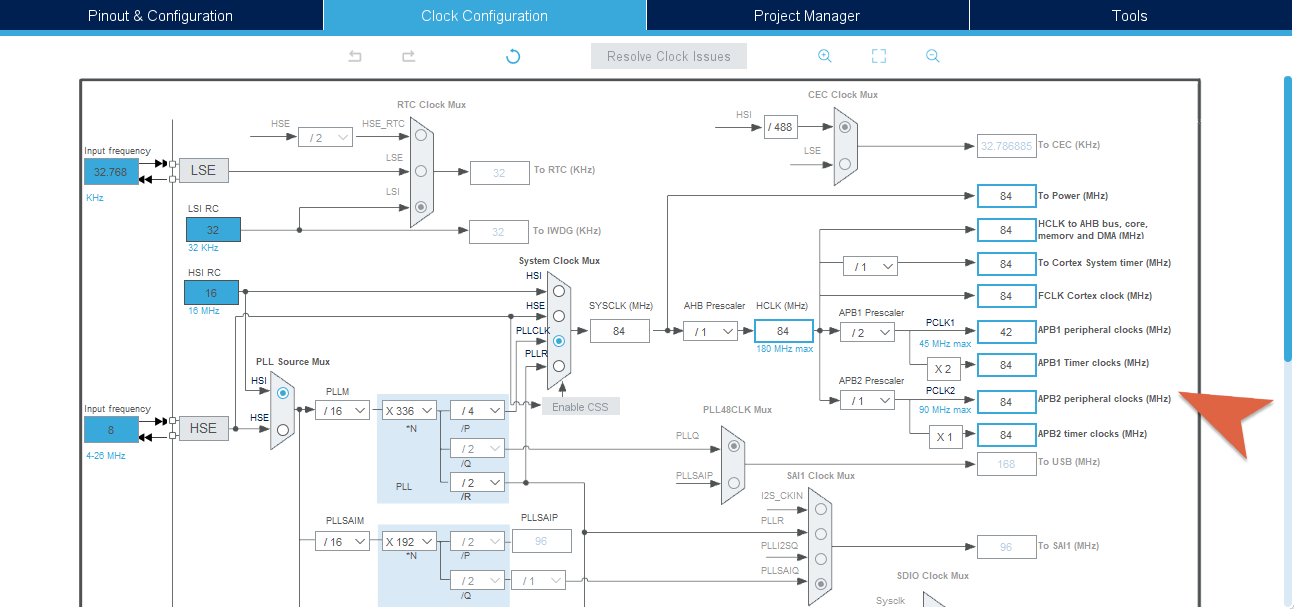 Pinout & Configuration
Clock Configuration
Project Manager
Tools
Resolve Clock Issues
RTC Clock Mux
CEC Clock Mux
HSE
/ 2
HSE_RTC
HSI
/ 488
LSE
32.786885
To CEC (KHz)
Input frequency
32.768
KHz
LSE
LSE
LSI
32
To RTC (KHz)
LSI RC
32
32 KHz
32
To IWDG (KHz)
84
To Power (MHz)
84
HCLK to AHB bus, core,
memory and DMA (MHz)
HSI RC
16
16 MHz
System Clock Mux
HSI
HSE
PLLCLK
PLLR
SYSCLK (MHz)
84
AHB Prescaler
/ 1
HCLK (MHz)
84
180 MHz max
/ 1
84
To Cortex System timer (MHz)
84
FCLK Cortex clock (MHz)
APB1 Prescaler
/ 2
PCLK1
45 MHz max
42
APB1 peripheral clocks (MHz)
X 2
84
APB1 Timer clocks (MHz)
APB2 Prescaler
/ 1
PCLK2
90 MHz max
84
APB2 peripheral clocks (MHz)
X 1
84
APB2 timer clocks (MHz)
PLL Source Mux
HSI
HSE
Input frequency
8
4-26 MHz
HSE
PLLM
/ 16
X 336
*N
/ 4
/P
/ 2
/Q
/ 2
/R
PLL
Enable CSS
PLL48CLK Mux
PLLQ
PLLSAIP
168
To USB (MHz)
SAI1 Clock Mux
I2S_CKIN
PLLR
PLLI2SQ
PLLSAIQ
96
To SAI1 (MHz)
PLLSAIM
/ 16
X 192
*N
/ 2
/P
PLLSAIP
96
/ 2
/Q
/ 1
SDIO Clock Mux
Sysclk